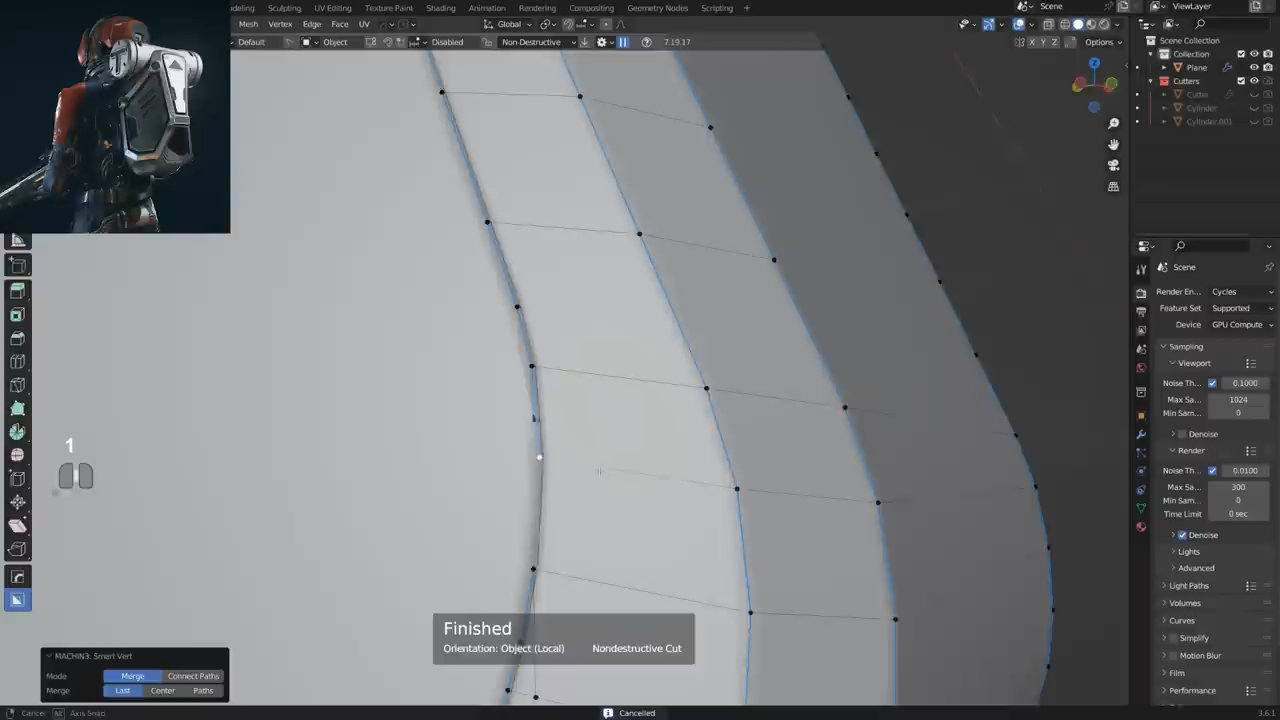 deling Sculpting UV Editing Texture Paint Shading Animation Rendering Compositing Geometry Nodes Scripting + Scene ViewLayer
Mesh Vertex Edge Face UV Global
Default Object Disabled Non-Destructive 7.19.17 X Y Z Options
Scene Collection
Collection
Plane
Cutters
Cutter
Cylinder
Cylinder.001
Z
Scene
Render En... Cycles
Feature Set Supported
Device GPU Compute
Sampling
Viewport
Noise Th... 0.1000
Max Sa... 1024
Min Sam... 0
Denoise
Render
Noise Th... 0.0100
Max Sa... 300
Min Sam... 0
Time Limit 0 sec
Denoise
Lights
Advanced
Light Paths
Volumes
Curves
Simplify
Motion Blur
Film
Performance
1
Finished
Orientation: Object (Local) Nondestructive Cut
MACHIN3: Smart Vert
Mode Merge Connect Paths
Merge Last Center Paths
Cancel Axis Snap Cancelled 3.6.1